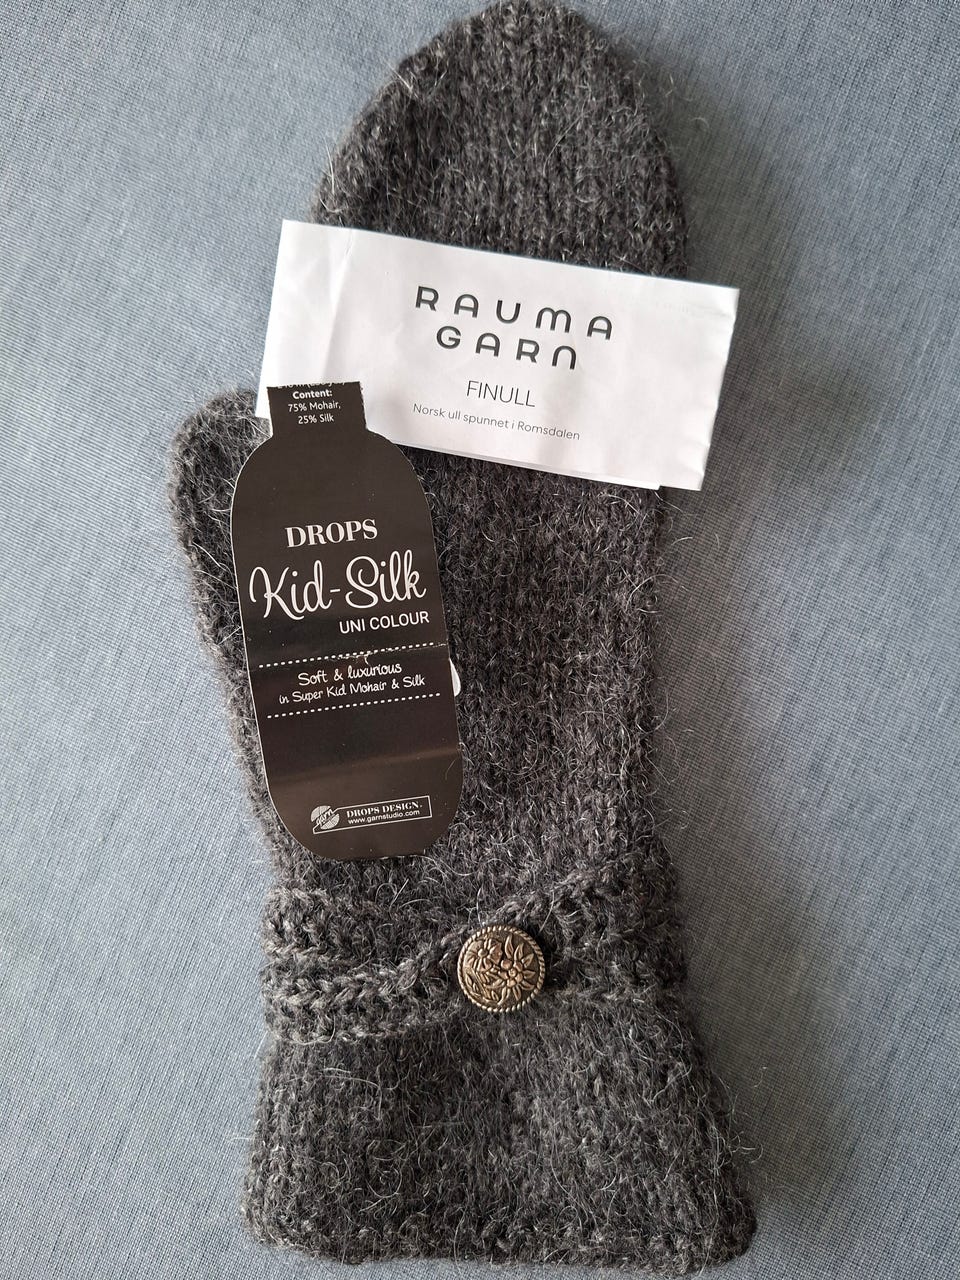 RAUMA
GARN
FINULL
Norsk ull spunnet i Romsdalen
Content:
75% Mohair,
25% Silk
DROPS
Kid-Silk
UNI COLOUR
Soft & luxurious
in Super Kid Mohair & Silk
garn
DROPS DESIGN
www.garnstudio.com